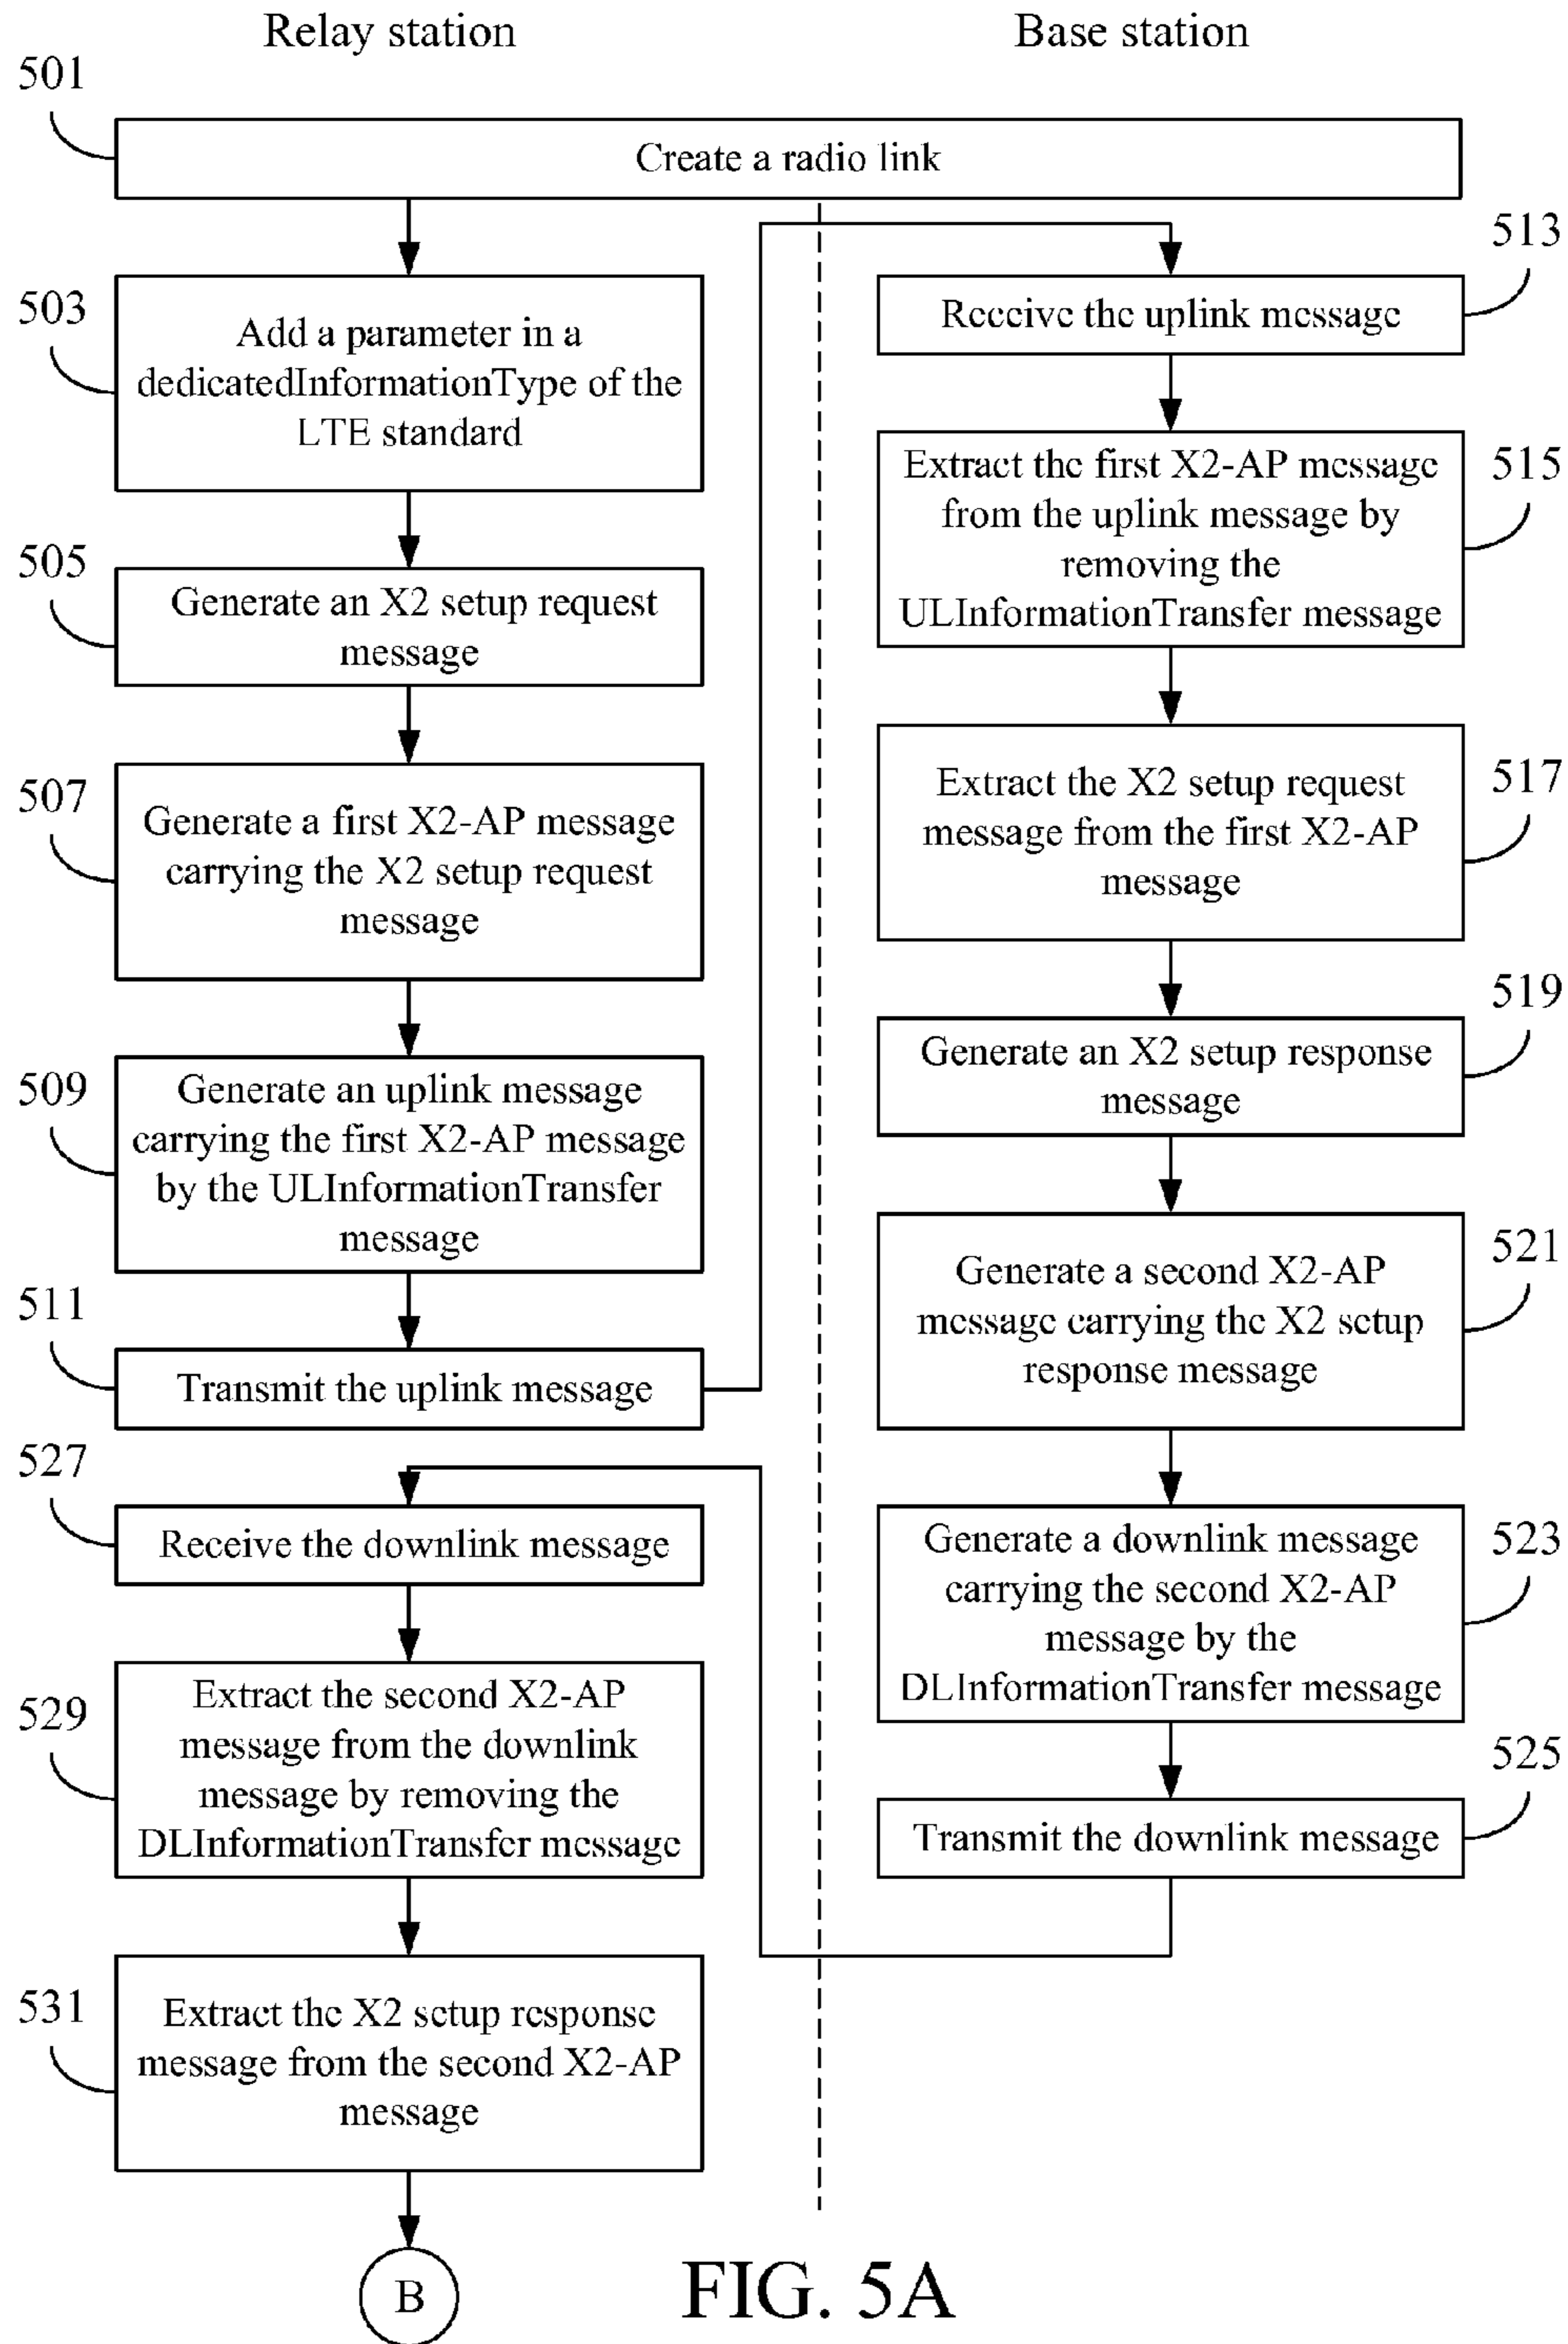 Relay station
Base station
501
Create a radio link
503
Add a parameter in a
dedicatedInformationType of the
LTE standard
505
Generate an X2 setup request
message
507
Generate a first X2-AP message
carrying the X2 setup request
message
509
Generate an uplink message
carrying the first X2-AP message
by the ULInformationTransfer
message
511
Transmit the uplink message
513
Receive the uplink message
515
Extract the first X2-AP message
from the uplink message by
removing the
ULInformationTransfer message
517
Extract the X2 setup request
message from the first X2-AP
message
519
Generate an X2 setup response
message
521
Generate a second X2-AP
message carrying the X2 setup
response message
523
Generate a downlink message
carrying the second X2-AP
message by the
DLInformationTransfer message
525
Transmit the downlink message
527
Receive the downlink message
529
Extract the second X2-AP
message from the downlink
message by removing the
DLInformationTransfer message
531
Extract the X2 setup response
message from the second X2-AP
message
B
FIG. 5A